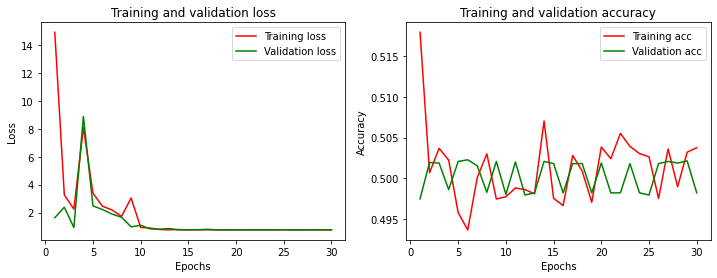 Training and validation loss
Training loss
Validation loss
Loss
14
12
10
8
6
4
2
0 5 10 15 20 25 30
Epochs
Training and validation accuracy
Training acc
Validation acc
Accuracy
0.515
0.510
0.505
0.500
0.495
0 5 10 15 20 25 30
Epochs